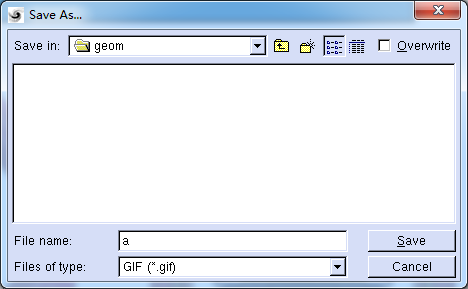 Save As...
Save in: geom Overwrite
File name: a Save
Files of type: GIF (*.gif) Cancel